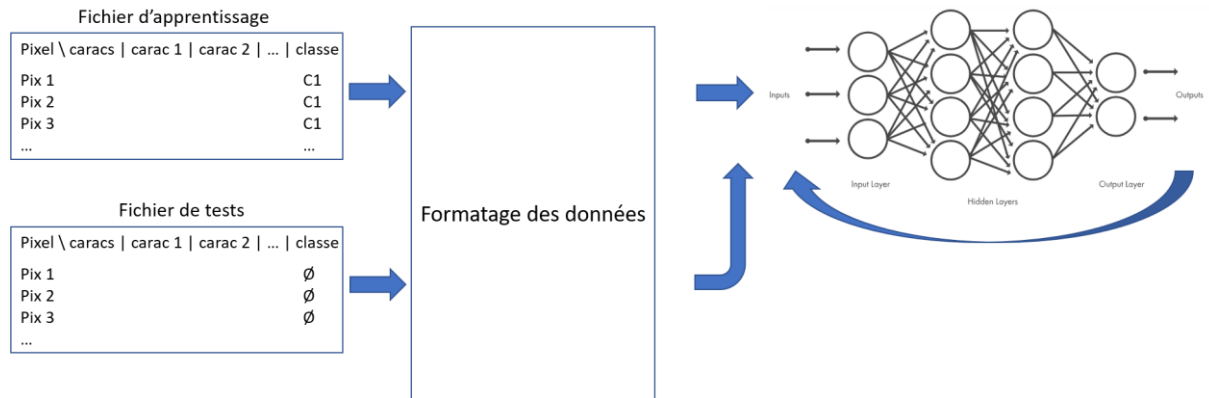 Fichier d'apprentissage
Pixel \ caracs | carac 1 | carac 2 | ... | classe
Pix 1 C1
Pix 2 C1
Pix 3 C1
... ...
Fichier de tests
Pixel \ caracs | carac 1 | carac 2 | ... | classe
Pix 1 Ø
Pix 2 Ø
Pix 3 Ø
...
Formatage des données
Inputs
Outputs
Input Layer
Hidden Layers
Output Layer